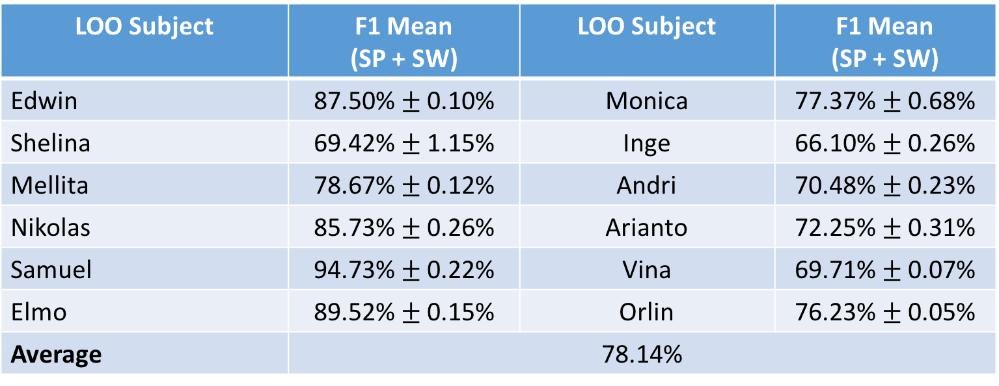 LOO Subject F1 Mean (SP + SW) LOO Subject F1 Mean (SP + SW)
Edwin 87.50% ± 0.10% Monica 77.37% ± 0.68%
Shelina 69.42% ± 1.15% Inge 66.10% ± 0.26%
Mellita 78.67% ± 0.12% Andri 70.48% ± 0.23%
Nikolas 85.73% ± 0.26% Arianto 72.25% ± 0.31%
Samuel 94.73% ± 0.22% Vina 69.71% ± 0.07%
Elmo 89.52% ± 0.15% Orlin 76.23% ± 0.05%
Average 78.14%